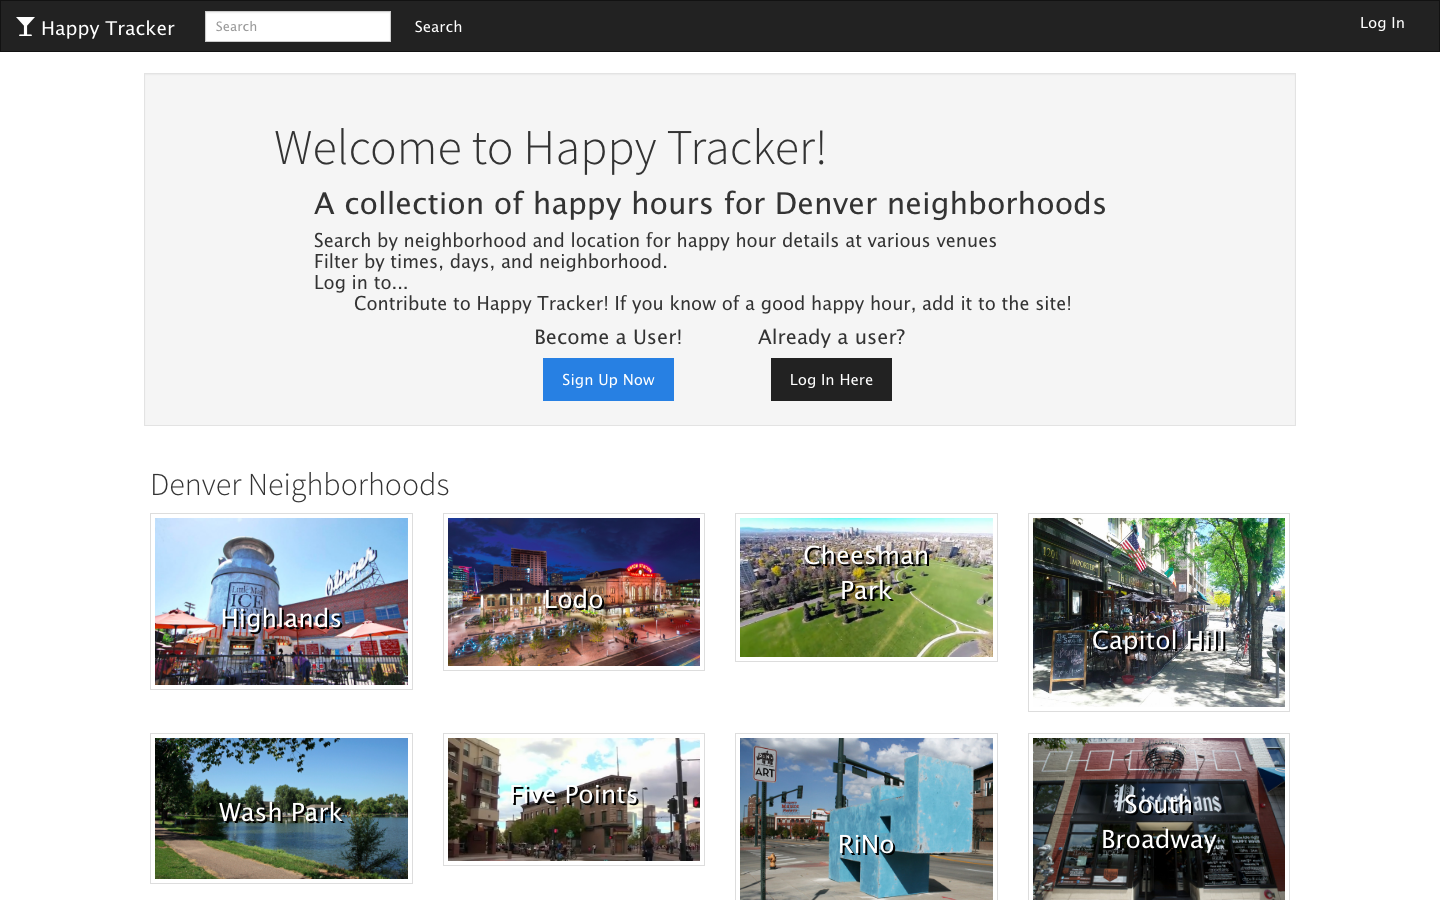 Happy Tracker
Search
Search
Log In
Welcome to Happy Tracker!
A collection of happy hours for Denver neighborhoods
Search by neighborhood and location for happy hour details at various venues
Filter by times, days, and neighborhood.
Log in to...
Contribute to Happy Tracker! If you know of a good happy hour, add it to the site!
Become a User!
Already a user?
Sign Up Now
Log In Here
Denver Neighborhoods
Highlands
Lodo
Cheesman
Park
Capitol Hill
Wash Park
Five Points
ART
RiNo
South
Broadway